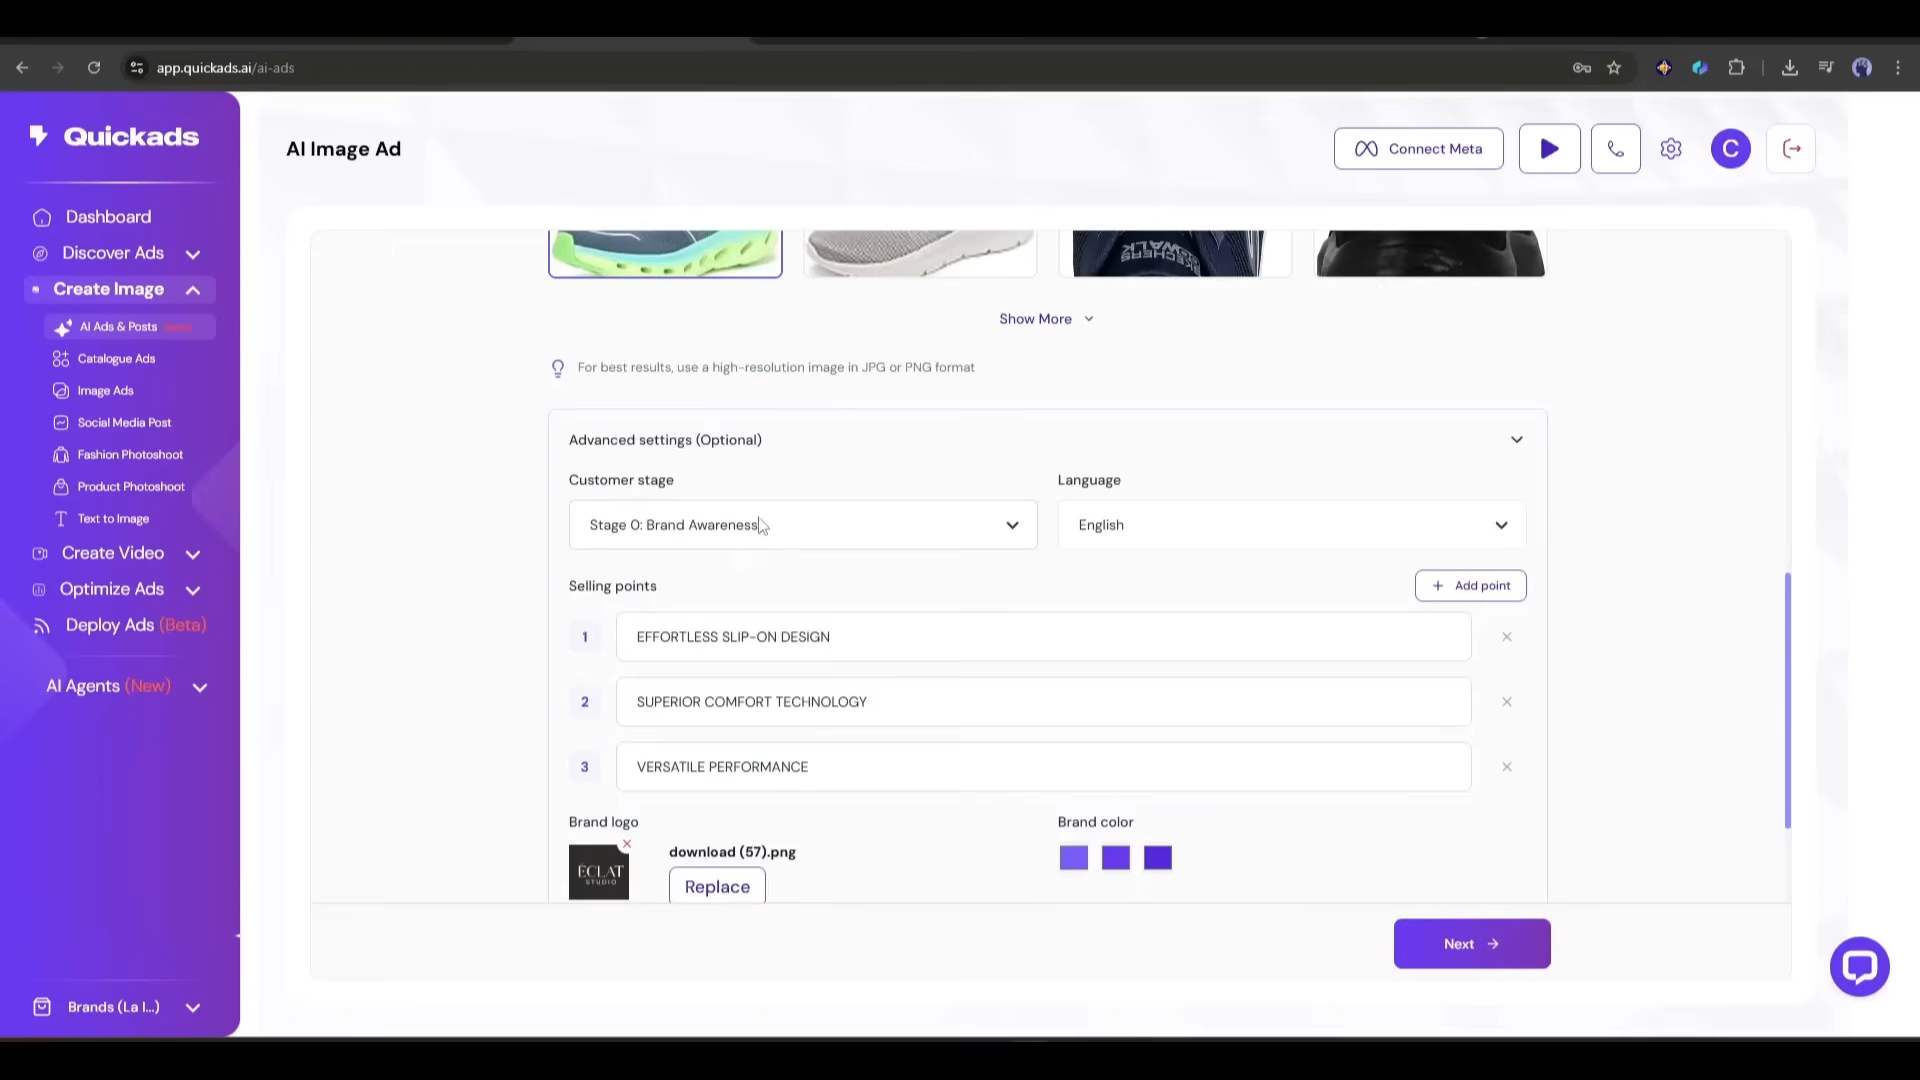 app.quickads.ai/ai-ads
Quickads
AI Image Ad
Connect Meta
C
Dashboard
Discover Ads
Create Image
AI Ads & Posts
Catalogue Ads
Image Ads
Social Media Post
Fashion Photoshoot
Product Photoshoot
Text to Image
Create Video
Optimize Ads
Deploy Ads (Beta)
AI Agents (New)
Brands (La l...)
SKECHERS
Show More
For best results, use a high-resolution image in JPG or PNG format
Advanced settings (Optional)
Customer stage
Language
Stage 0: Brand Awareness
English
Selling points
+ Add point
1 EFFORTLESS SLIP-ON DESIGN
2 SUPERIOR COMFORT TECHNOLOGY
3 VERSATILE PERFORMANCE
Brand logo
Brand color
ÉCLAT
STUDIO
download (57).png
Replace
Next